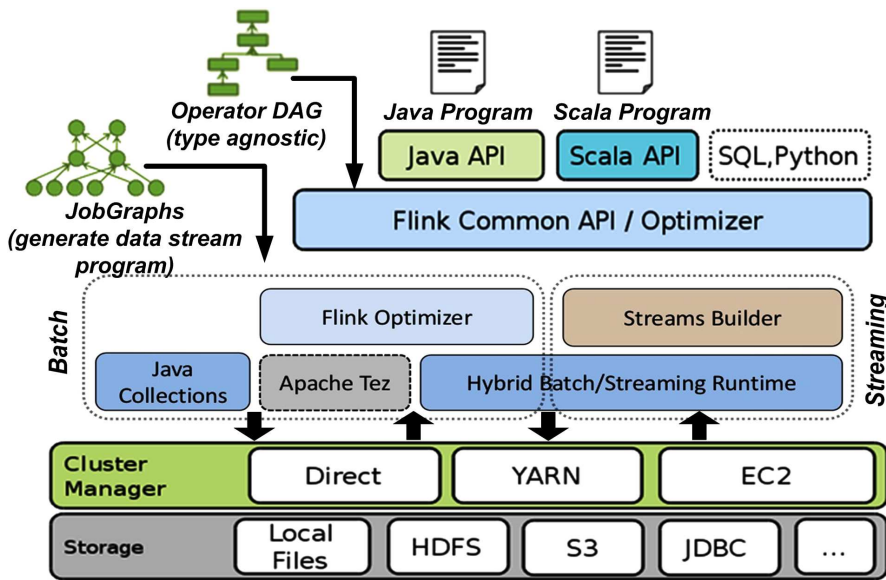 Operator DAG
(type agnostic)
Java Program
Scala Program
Java API
Scala API
SQL,Python
JobGraphs
(generate data stream
program)
Flink Common API / Optimizer
Batch
Flink Optimizer
Streams Builder
Streaming
Java
Collections
Apache Tez
Hybrid Batch/Streaming Runtime
Cluster
Manager
Direct
YARN
EC2
Storage
Local
Files
HDFS
S3
JDBC
...